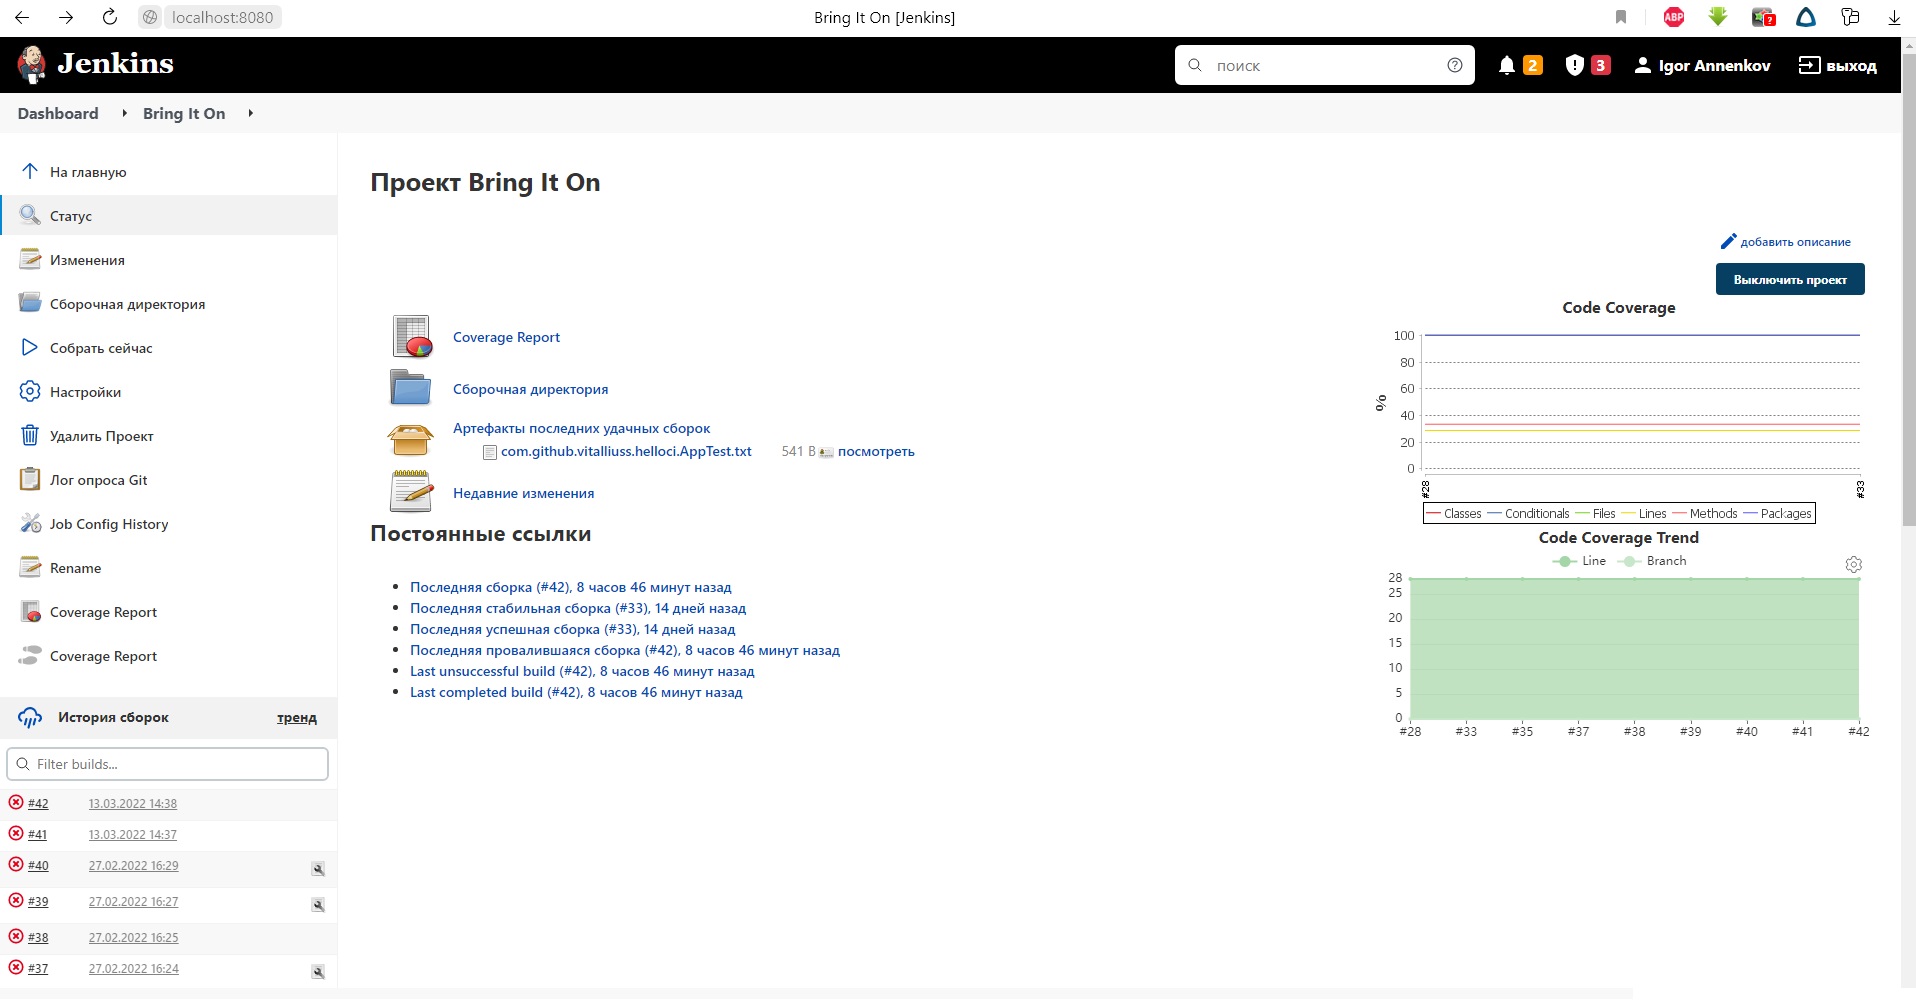 localhost:8080
Bring It On [Jenkins]
ABP
?
Jenkins
поиск
2
3
Igor Annenkov
выход
Dashboard
Bring It On
На главную
Статус
Изменения
Сборочная директория
Собрать сейчас
Настройки
Удалить Проект
Лог опроса Git
Job Config History
Rename
Coverage Report
Coverage Report
История сборок
тренд
Filter builds...
#42 13.03.2022 14:38
#41 13.03.2022 14:37
#40 27.02.2022 16:29
#39 27.02.2022 16:27
#38 27.02.2022 16:25
#37 27.02.2022 16:24
Проект Bring It On
добавить описание
Выключить проект
Coverage Report
Сборочная директория
Артефакты последних удачных сборок
com.github.vitalliuss.helloci.AppTest.txt 541 B посмотреть
Недавние изменения
Постоянные ссылки
Последняя сборка (#42), 8 часов 46 минут назад
Последняя стабильная сборка (#33), 14 дней назад
Последняя успешная сборка (#33), 14 дней назад
Последняя провалившаяся сборка (#42), 8 часов 46 минут назад
Last unsuccessful build (#42), 8 часов 46 минут назад
Last completed build (#42), 8 часов 46 минут назад
Code Coverage
100
80
60
40
20
0
%
#28 #33
Classes Conditionals Files Lines Methods Packages
Code Coverage Trend
Line Branch
28
25
20
15
10
5
0
#28 #33 #35 #37 #38 #39 #40 #41 #42